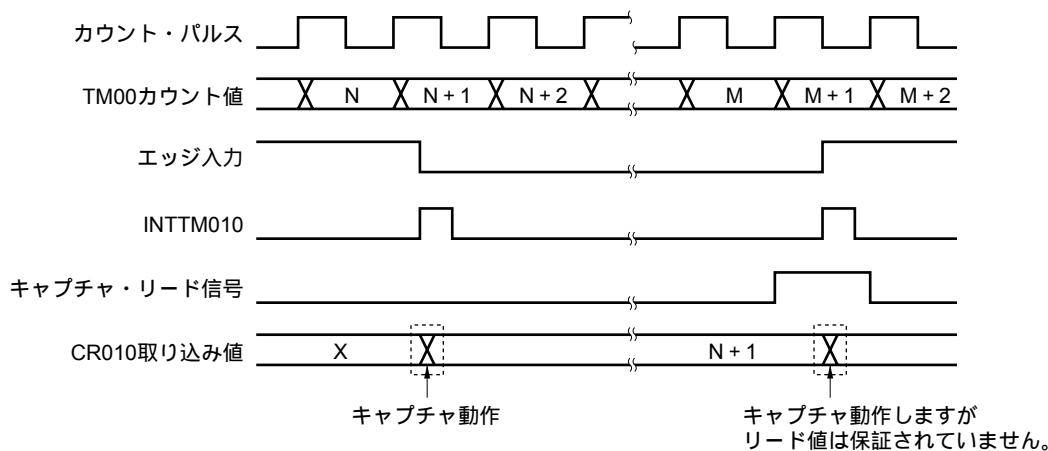 カウント・パルス
TM00カウント値
N
N + 1
N + 2
M
M + 1
M + 2
エッジ入力
INTTM010
キャプチャ・リード信号
CR010取り込み値
X
N + 1
キャプチャ動作
キャプチャ動作しますが
リード値は保証されていません。